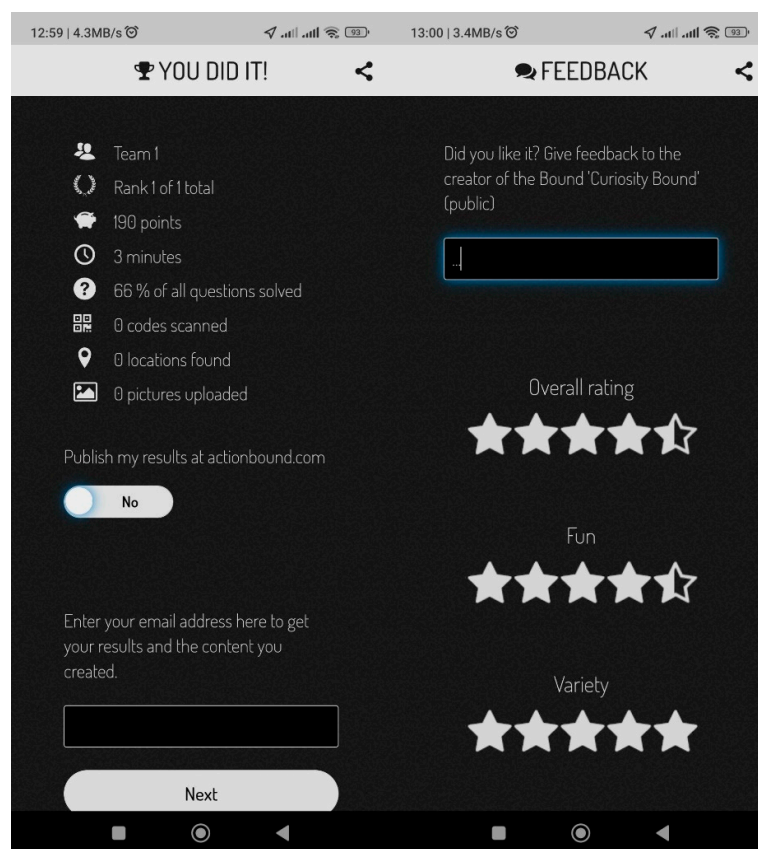 12:59 | 4.3MB/s
93
YOU DID IT!
Team 1
Rank 1 of 1 total
190 points
3 minutes
66 % of all questions solved
0 codes scanned
0 locations found
0 pictures uploaded
Publish my results at actionbound.com
No
Enter your email address here to get
your results and the content you
created.
Next
13:00 | 3.4MB/s
93
FEEDBACK
Did you like it? Give feedback to the
creator of the Bound 'Curiosity Bound'
(public)
...
Overall rating
Fun
Variety